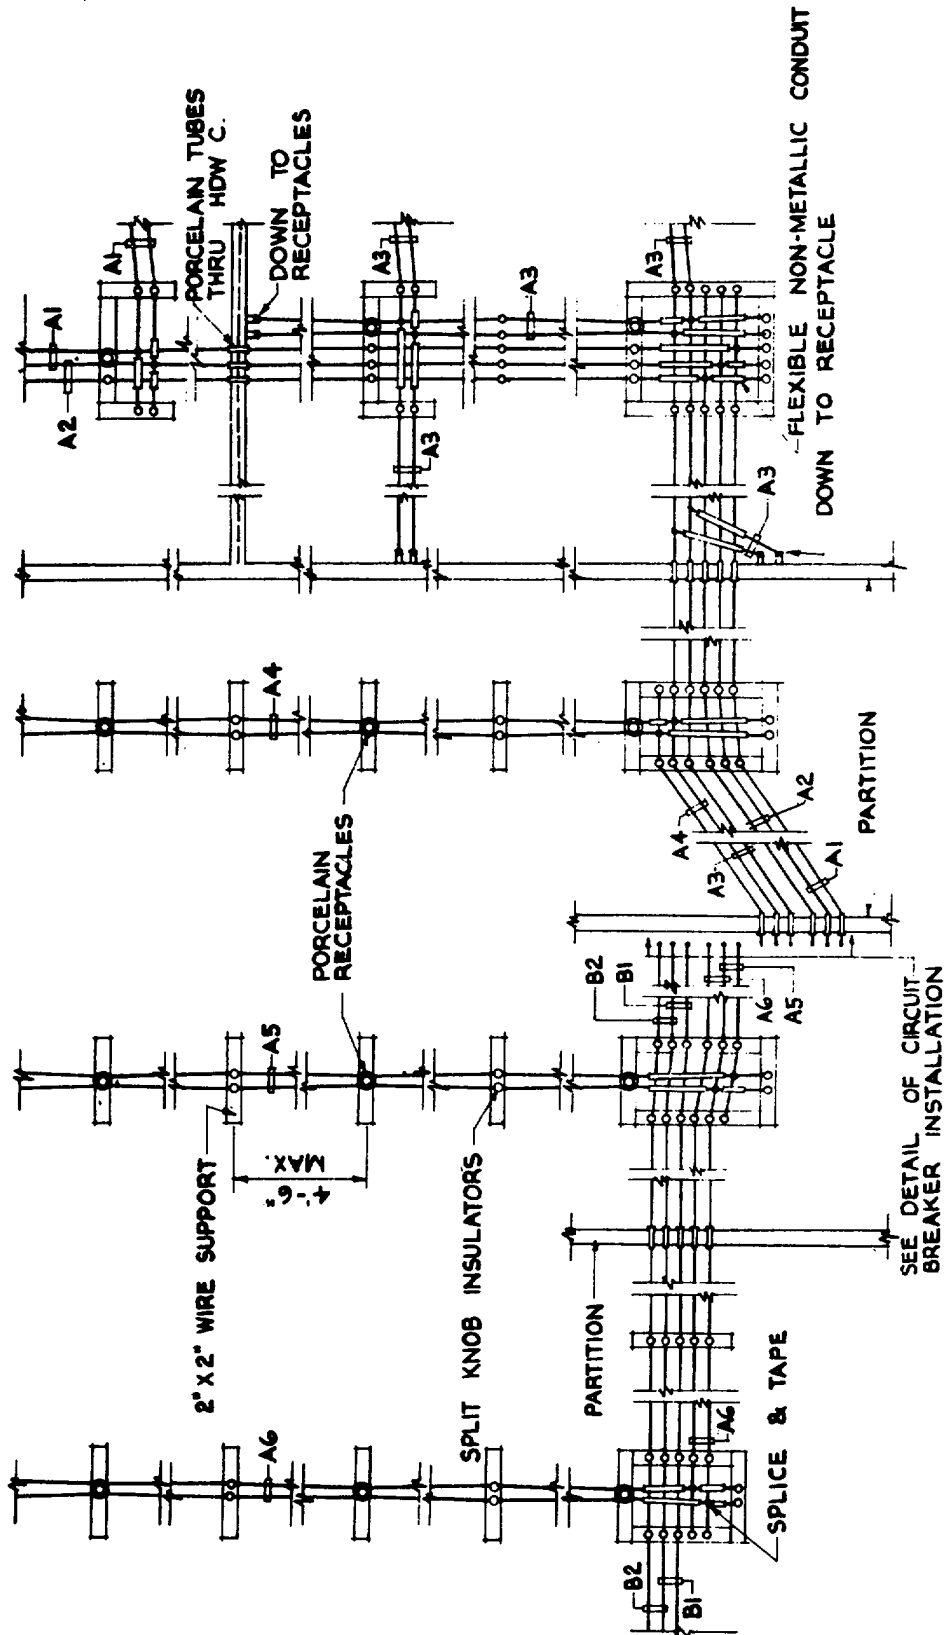 PORCELAIN TUBES
THRU HDW C.
DOWN TO
RECEPTACLES
A1
A1
A2
A3
A3
A3
A3
FLEXIBLE NON-METALLIC CONDUIT
DOWN TO RECEPTACLE
A3
A4
PORCELAIN
RECEPTACLES
A4
A3
A2
A1
PARTITION
A5
4'-6"
MAX.
2" X 2" WIRE SUPPORT
SPLIT KNOB INSULATORS
B2
B1
A6
A5
SEE DETAIL OF CIRCUIT
BREAKER INSTALLATION
PARTITION
A6
A6
SPLICE & TAPE
B2
B1